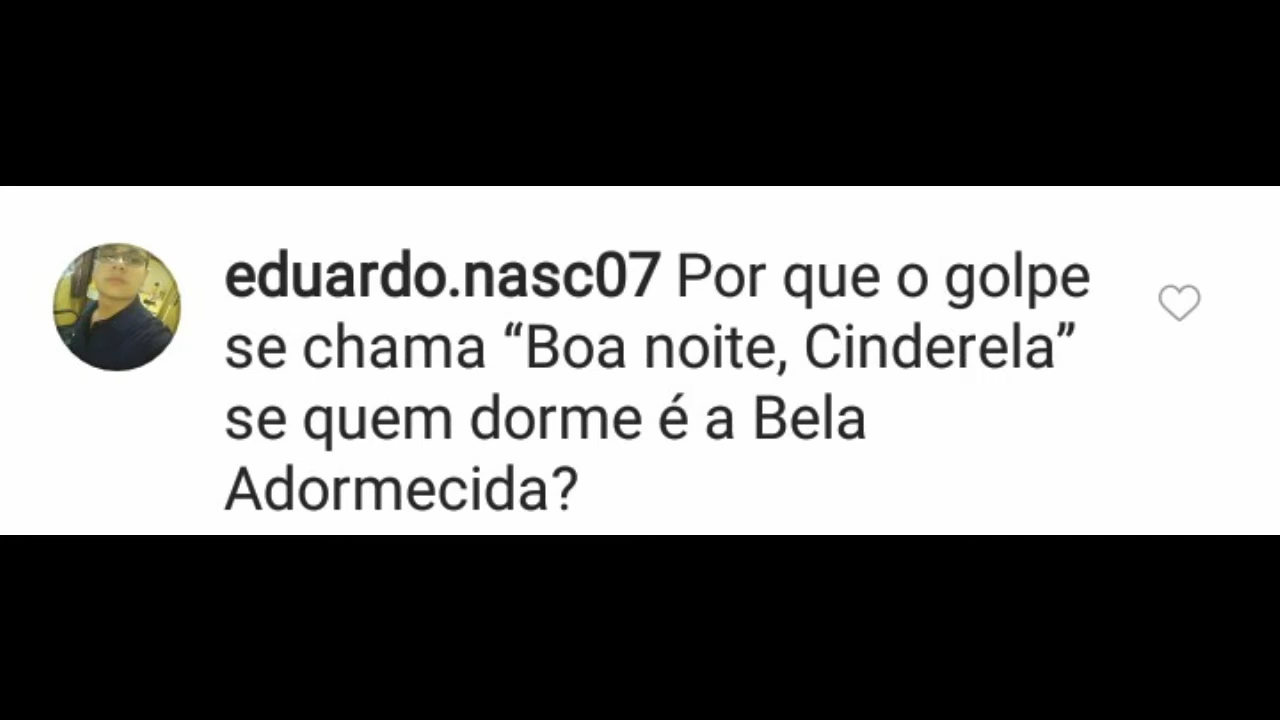 eduardo.nasc07 Por que o golpe
se chama “Boa noite, Cinderela”
se quem dorme é a Bela
Adormecida?